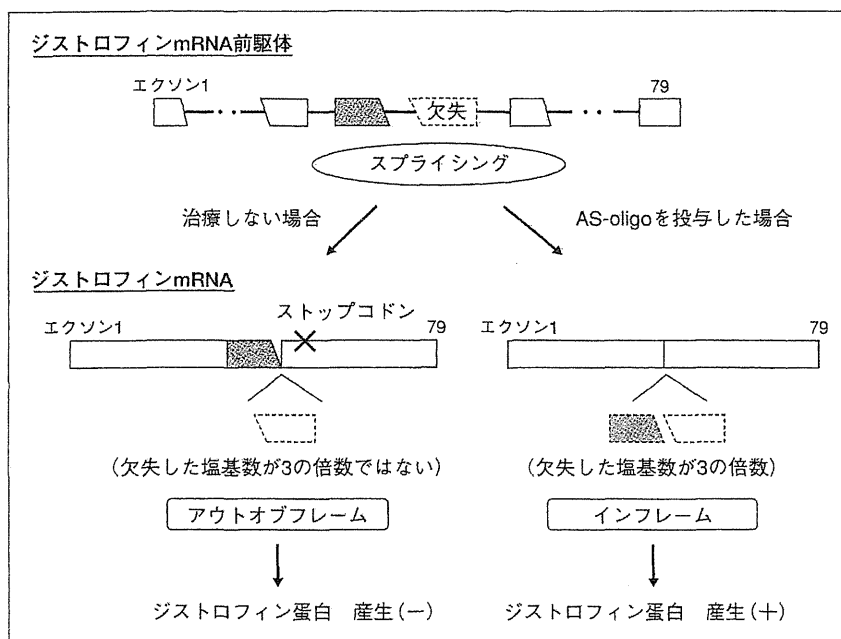 ジストロフィンmRNA前駆体
エクソン1
79
欠失
スプライシング
治療しない場合
AS-oligoを投与した場合
ジストロフィンmRNA
ストップコドン
エクソン1
79
エクソン1
79
(欠失した塩基数が3の倍数ではない)
(欠失した塩基数が3の倍数)
アウトオブフレーム
インフレーム
ジストロフィン蛋白 産生(ー)
ジストロフィン蛋白 産生(+)